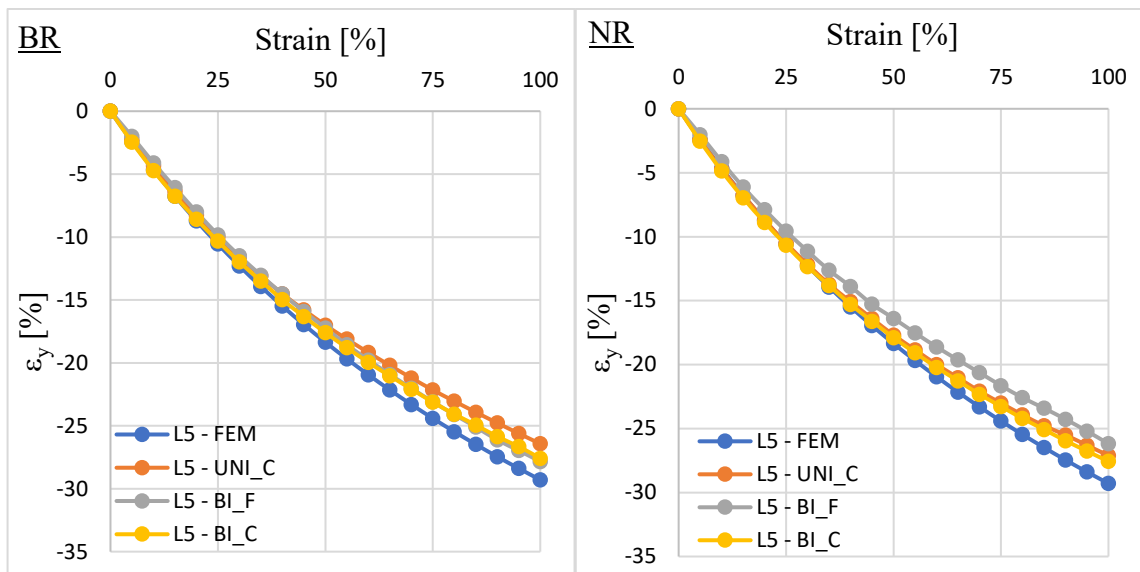 BR
Strain [%]
0 25 50 75 100
0
-5
-10
-15
-20
-25
-30
-35
εy [%]
L5 - FEM
L5 - UNI_C
L5 - BI_F
L5 - BI_C
NR
Strain [%]
0 25 50 75 100
0
-5
-10
-15
-20
-25
-30
-35
εy [%]
L5 - FEM
L5 - UNI_C
L5 - BI_F
L5 - BI_C